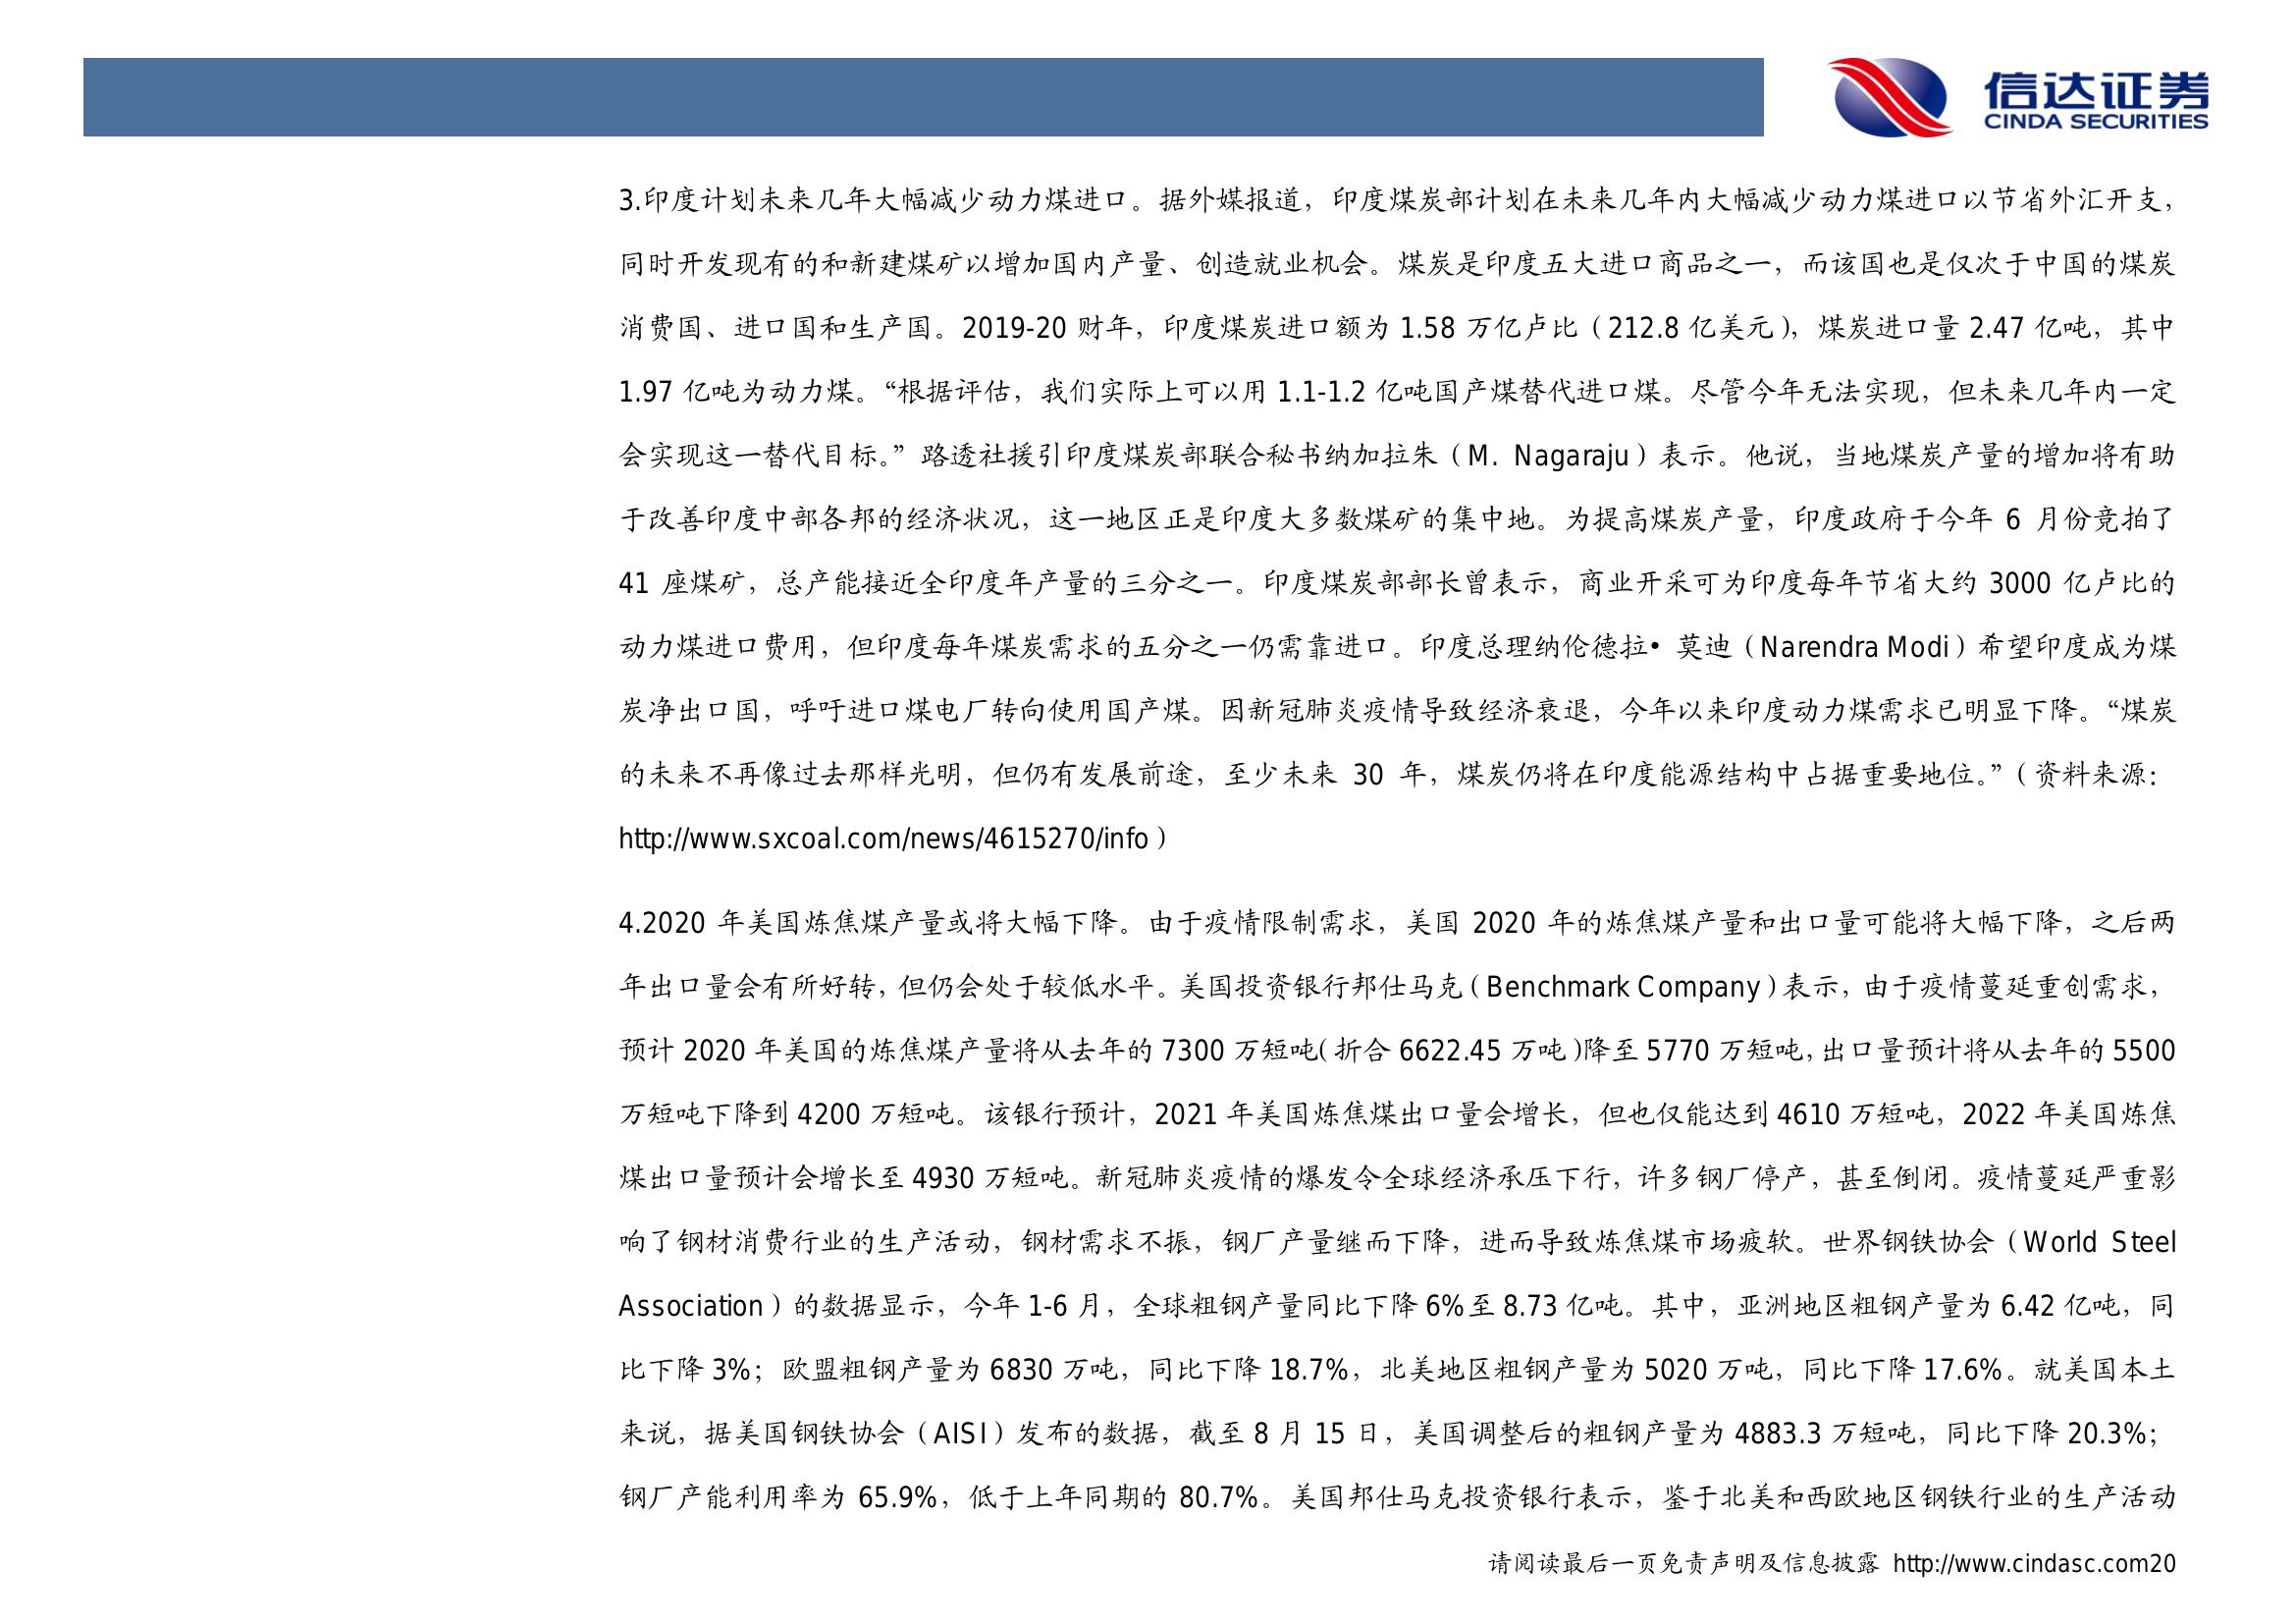 信达证券
CINDA SECURITIES
3.印度计划未来几年大幅减少动力煤进口。据外媒报道，印度煤炭部计划在未来几年内大幅减少动力煤进口以节省外汇开支，
同时开发现有的和新建煤矿以增加国内产量、创造就业机会。煤炭是印度五大进口商品之一，而该国也是仅次于中国的煤炭
消费国、进口国和生产国。2019-20 财年，印度煤炭进口额为 1.58 万亿卢比（212.8 亿美元），煤炭进口量 2.47 亿吨，其中
1.97 亿吨为动力煤。“根据评估，我们实际上可以用 1.1-1.2 亿吨国产煤替代进口煤。尽管今年无法实现，但未来几年内一定
会实现这一替代目标。” 路透社援引印度煤炭部联合秘书纳加拉朱（M. Nagaraju）表示。他说，当地煤炭产量的增加将有助
于改善印度中部各邦的经济状况，这一地区正是印度大多数煤矿的集中地。为提高煤炭产量，印度政府于今年 6 月份竞拍了
41 座煤矿，总产能接近全印度年产量的三分之一。印度煤炭部部长曾表示，商业开采可为印度每年节省大约 3000 亿卢比的
动力煤进口费用，但印度每年煤炭需求的五分之一仍需靠进口。印度总理纳伦德拉• 莫迪（Narendra Modi）希望印度成为煤
炭净出口国，呼吁进口煤电厂转向使用国产煤。因新冠肺炎疫情导致经济衰退，今年以来印度动力煤需求已明显下降。“煤炭
的未来不再像过去那样光明，但仍有发展前途，至少未来 30 年，煤炭仍将在印度能源结构中占据重要地位。”（资料来源：
http://www.sxcoal.com/news/4615270/info）
4.2020 年美国炼焦煤产量或将大幅下降。由于疫情限制需求，美国 2020 年的炼焦煤产量和出口量可能将大幅下降，之后两
年出口量会有所好转，但仍会处于较低水平。美国投资银行邦仕马克（Benchmark Company）表示，由于疫情蔓延重创需求，
预计 2020 年美国的炼焦煤产量将从去年的 7300 万短吨（折合 6622.45 万吨）降至 5770 万短吨，出口量预计将从去年的 5500
万短吨下降到 4200 万短吨。该银行预计，2021 年美国炼焦煤出口量会增长，但也仅能达到 4610 万短吨，2022 年美国炼焦
煤出口量预计会增长至 4930 万短吨。新冠肺炎疫情的爆发令全球经济承压下行，许多钢厂停产，甚至倒闭。疫情蔓延严重影
响了钢材消费行业的生产活动，钢材需求不振，钢厂产量继而下降，进而导致炼焦煤市场疲软。世界钢铁协会（World Steel
Association）的数据显示，今年 1-6 月，全球粗钢产量同比下降 6%至 8.73 亿吨。其中，亚洲地区粗钢产量为 6.42 亿吨，同
比下降 3%；欧盟粗钢产量为 6830 万吨，同比下降 18.7%，北美地区粗钢产量为 5020 万吨，同比下降 17.6%。就美国本土
来说，据美国钢铁协会（AISI）发布的数据，截至 8 月 15 日，美国调整后的粗钢产量为 4883.3 万短吨，同比下降 20.3%；
钢厂产能利用率为 65.9%，低于上年同期的 80.7%。美国邦仕马克投资银行表示，鉴于北美和西欧地区钢铁行业的生产活动
请阅读最后一页免责声明及信息披露 http://www.cindasc.com20